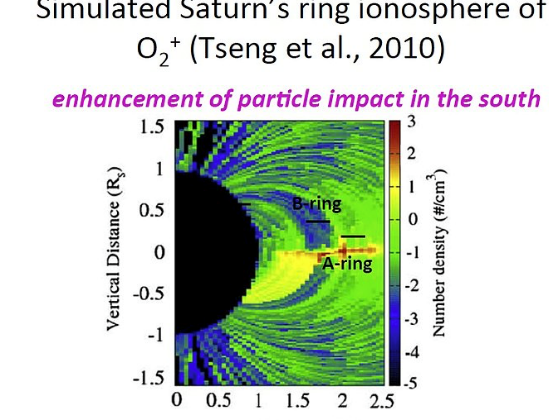 Simulated Saturn's ring ionosphere of
O₂⁺ (Tseng et al., 2010)
enhancement of particle impact in the south
1.5
1
0.5
0
-0.5
-1
-1.5
Vertical Distance (Rₛ)
B-ring
A-ring
3
2
1
0
-1
-2
-3
-4
-5
Number density (#/cm³)
0 0.5 1 1.5 2 2.5